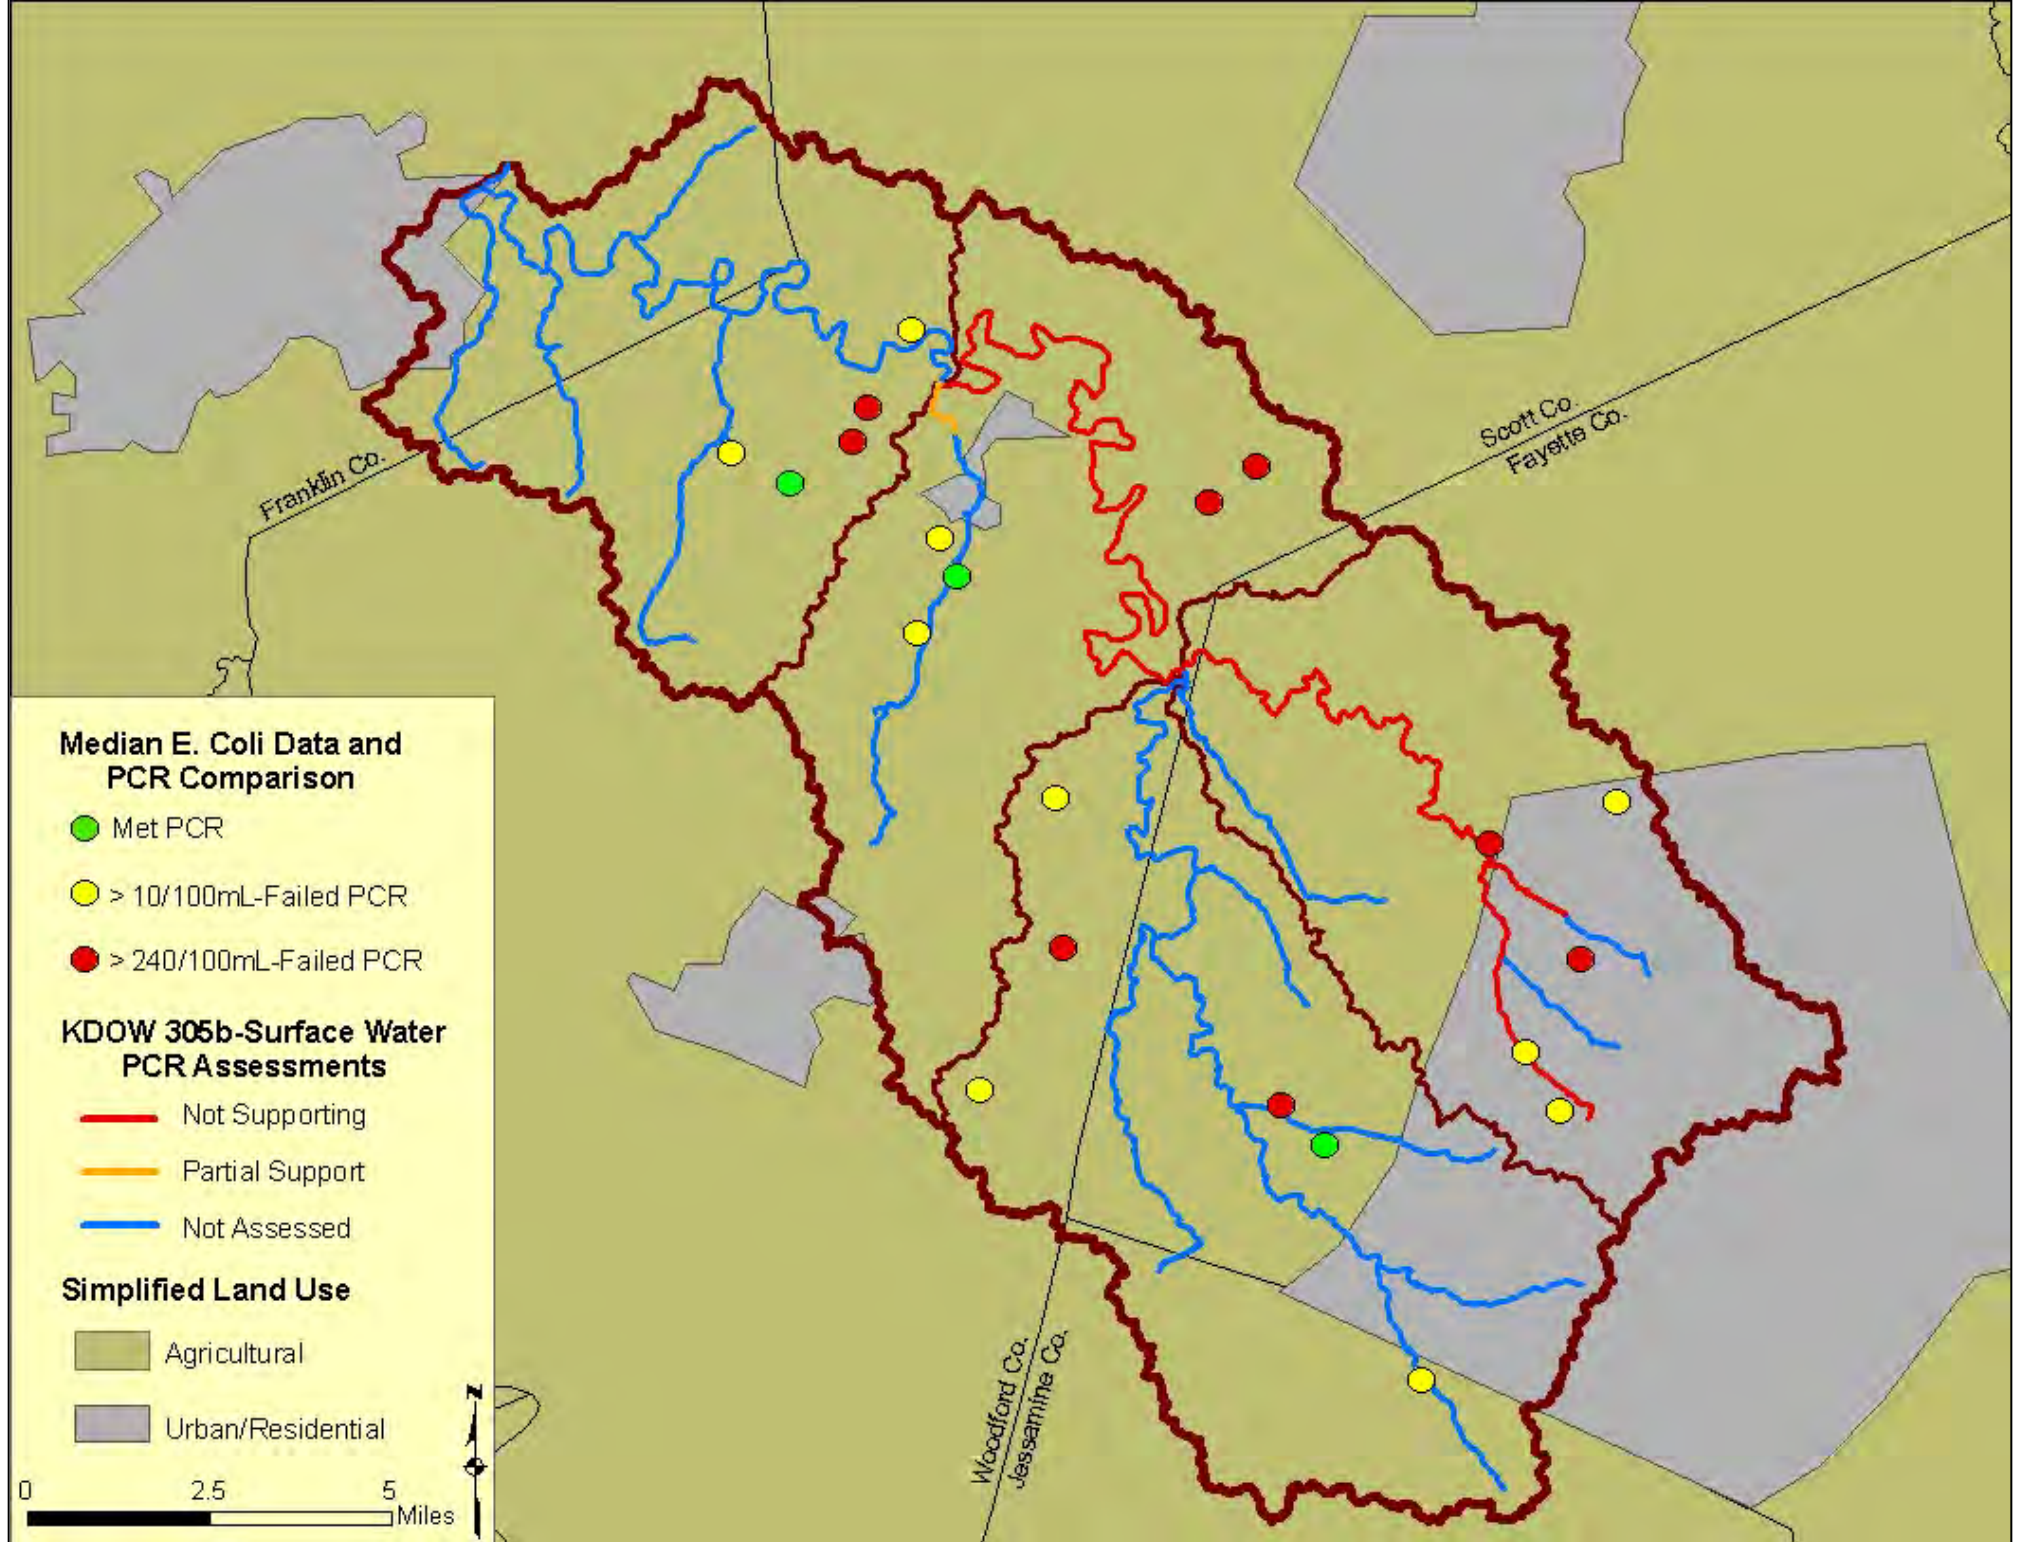 Scott Co.
Fayette Co.
Franklin Co.
Median E. Coli Data and
PCR Comparison
Met PCR
> 10/100mL-Failed PCR
> 240/100mL-Failed PCR
KDOW 305b-Surface Water
PCR Assessments
Not Supporting
Partial Support
Not Assessed
Simplified Land Use
Agricultural
Urban/Residential
N
0 2.5 5
Miles
Woodford Co.
Jessamine Co.